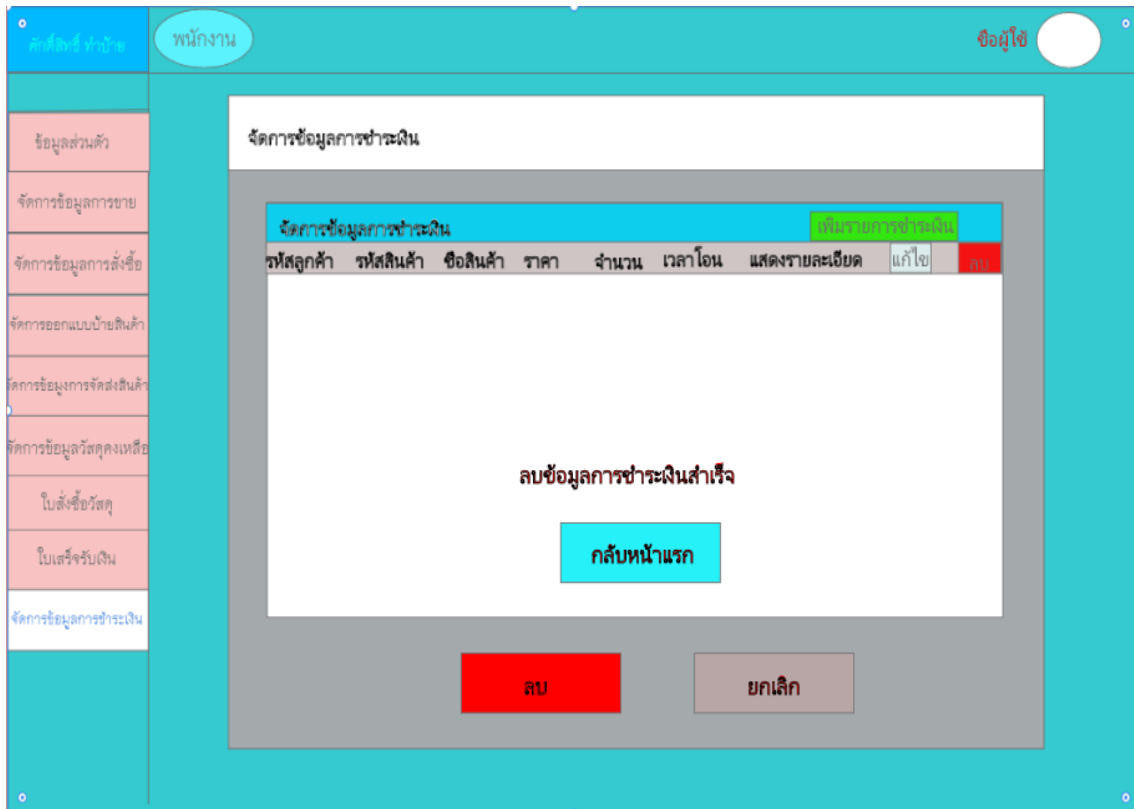 ศักดิ์สิทธิ์ ทำป้าย
พนักงาน
ชื่อผู้ใช้
ข้อมูลส่วนตัว
จัดการข้อมูลการขาย
จัดการข้อมูลการสั่งซื้อ
จัดการออกแบบป้ายสินค้า
จัดการข้อมูงการจัดส่งสินค้า
จัดการข้อมูลวัสดุคงเหลือ
ใบสั่งซื้อวัสดุ
ใบเสร็จรับเงิน
จัดการข้อมูลการชำระเงิน
จัดการข้อมูลการชำระเงิน
จัดการข้อมูลการชำระเงิน เพิ่มรายการชำระเงิน
รหัสลูกค้า รหัสสินค้า ชื่อสินค้า ราคา จำนวน เวลาโอน แสดงรายละเอียด แก้ไข ลบ
ลบข้อมูลการชำระเงินสำเร็จ
กลับหน้าแรก
ลบ ยกเลิก